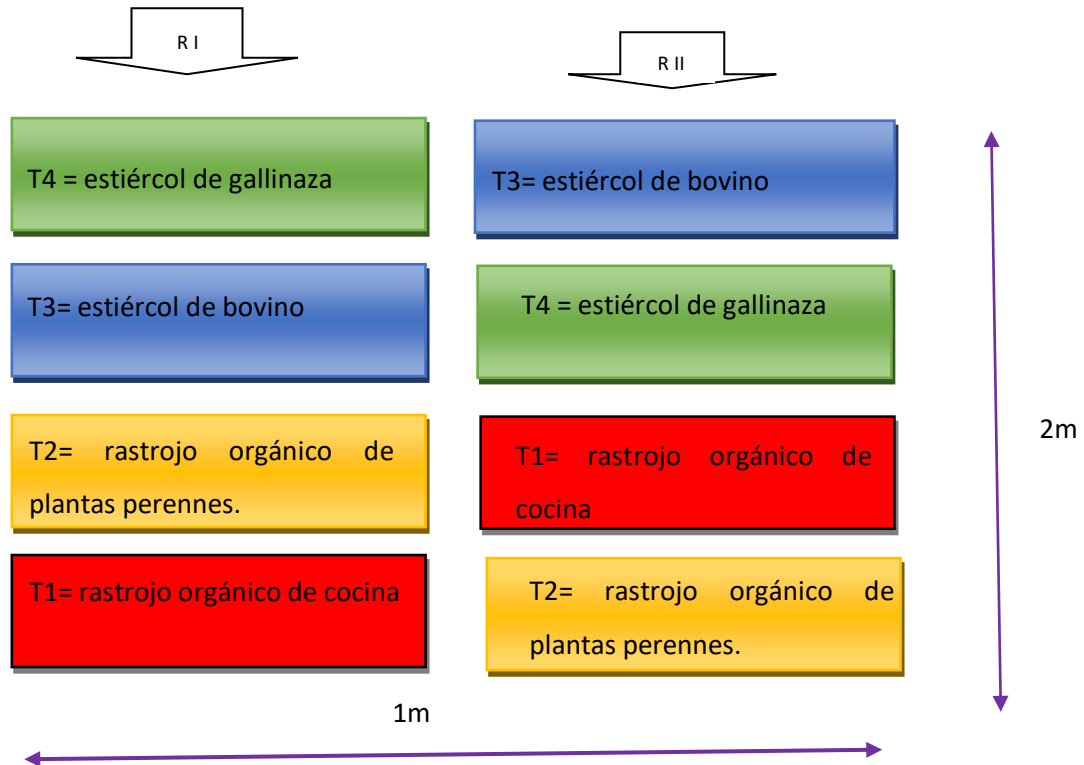 R I
R II
T4 = estiércol de gallinaza
T3= estiércol de bovino
T3= estiércol de bovino
T4 = estiércol de gallinaza
T2= rastrojo orgánico de
plantas perennes.
T1= rastrojo orgánico de
cocina
T1= rastrojo orgánico de cocina
T2= rastrojo orgánico de
plantas perennes.
2m
1m